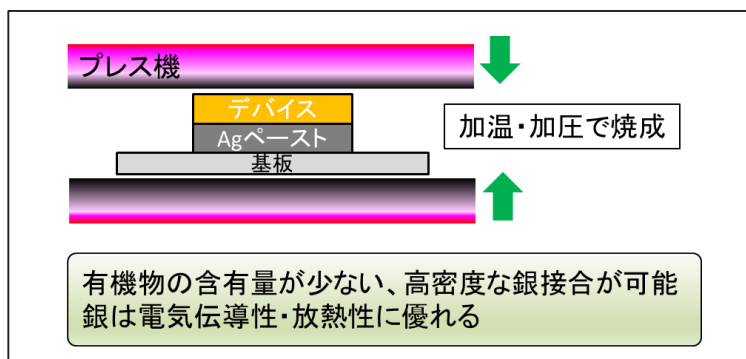 プレス機
デバイス
Agペースト
基板
加温・加圧で焼成
有機物の含有量が少ない、高密度な銀接合が可能
銀は電気伝導性・放熱性に優れる